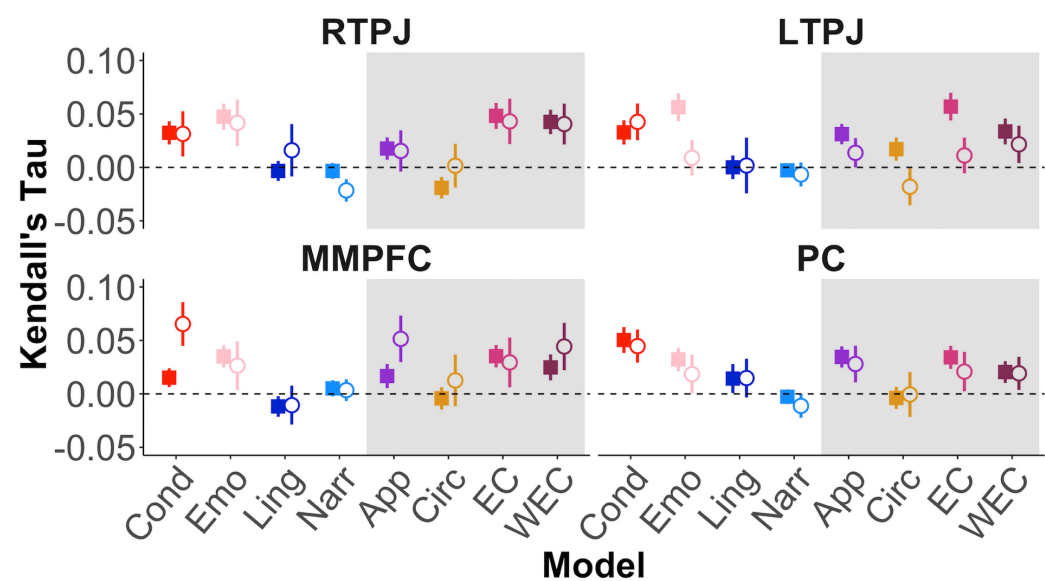 RTPJ LTPJ
0.10
0.05
0.00
-0.05
MMPFC PC
0.10
0.05
0.00
-0.05
Kendall's Tau
Cond Emo Ling Narr App Circ EC WEC Cond Emo Ling Narr App Circ EC WEC
Model